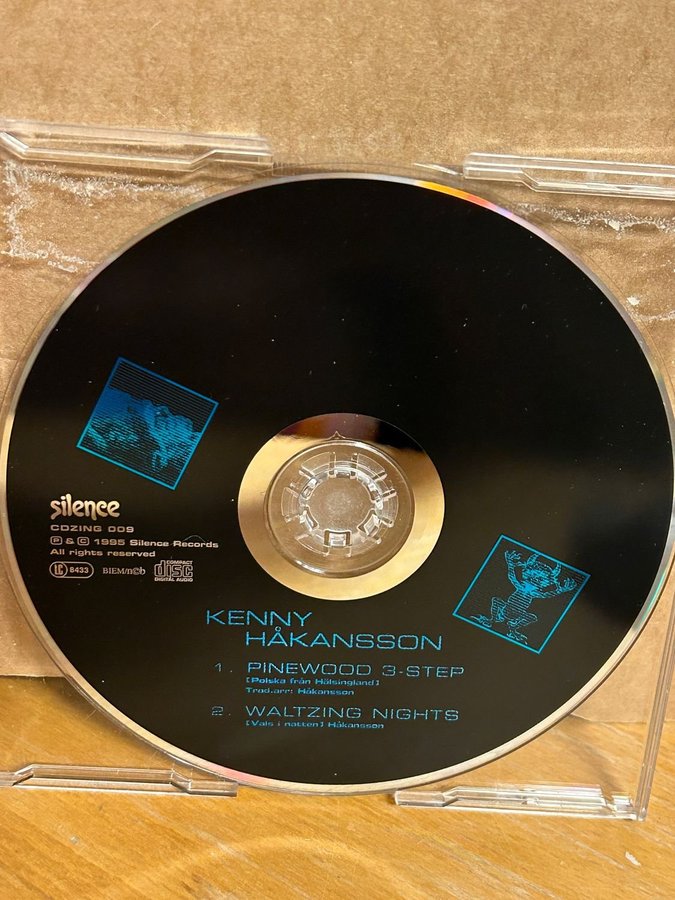 silence
CDZING 009
Ⓟ & © 1995 Silence Records
All rights reserved
LC 8433
BIEM/n©b
COMPACT
disc
DIGITAL AUDIO
KENNY
HÅKANSSON
1. PINEWOOD 3-STEP
[Polska från Hälsingland]
Trad.arr: Håkansson
2. WALTZING NIGHTS
[Vals i natten] Håkansson